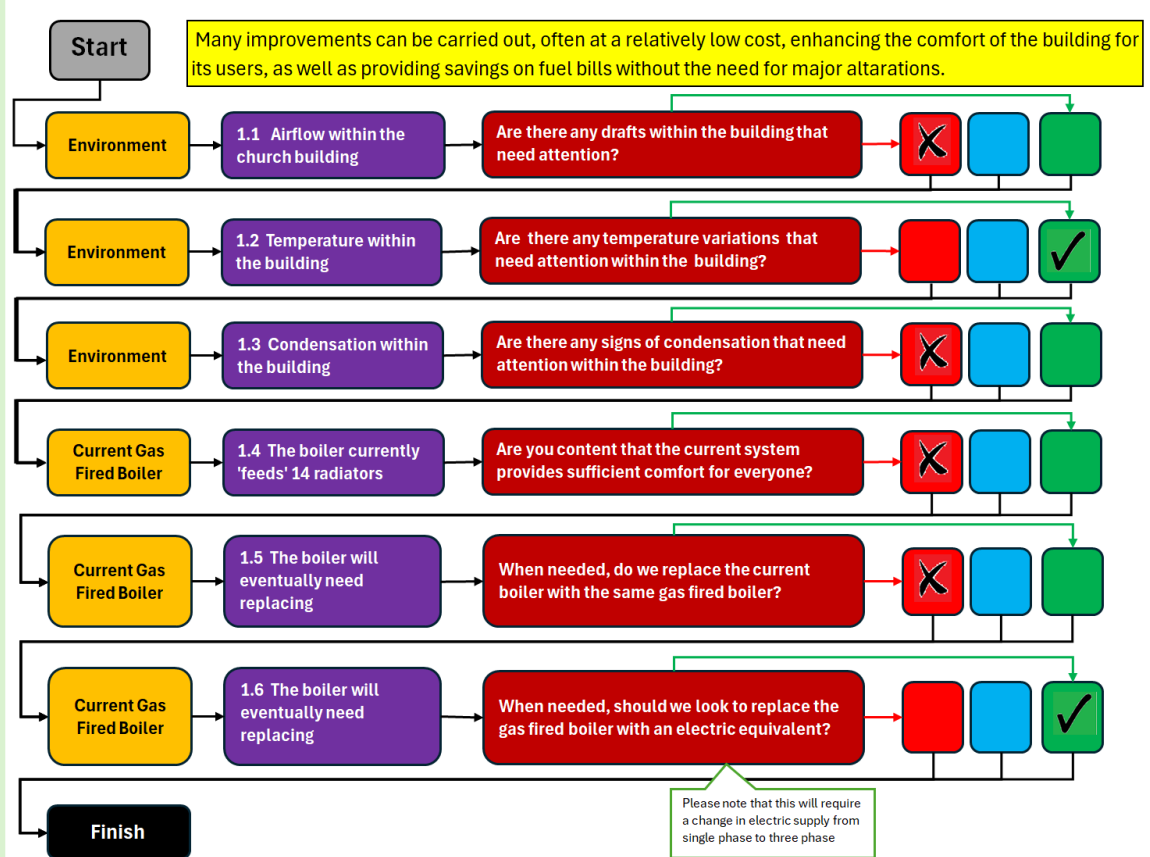 Start
Many improvements can be carried out, often at a relatively low cost, enhancing the comfort of the building for
its users, as well as providing savings on fuel bills without the need for major altarations.
Environment
1.1 Airflow within the
church building
Are there any drafts within the building that
need attention?
Environment
1.2 Temperature within
the building
Are there any temperature variations that
need attention within the building?
Environment
1.3 Condensation within
the building
Are there any signs of condensation that need
attention within the building?
Current Gas
Fired Boiler
1.4 The boiler currently
'feeds' 14 radiators
Are you content that the current system
provides sufficient comfort for everyone?
Current Gas
Fired Boiler
1.5 The boiler will
eventually need
replacing
When needed, do we replace the current
boiler with the same gas fired boiler?
Current Gas
Fired Boiler
1.6 The boiler will
eventually need
replacing
When needed, should we look to replace the
gas fired boiler with an electric equivalent?
Please note that this will require
a change in electric supply from
single phase to three phase
Finish